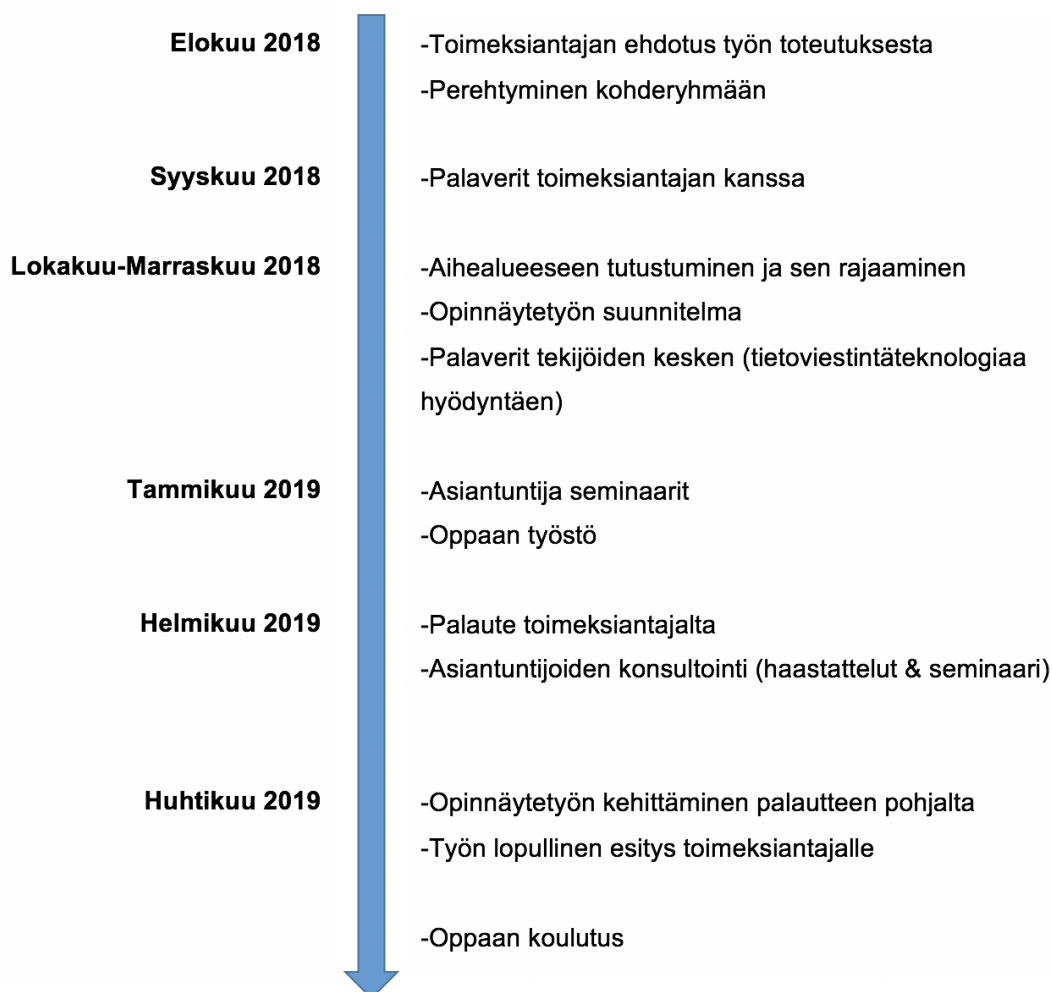 Elokuu 2018
-Toimeksiantajan ehdotus työn toteutuksesta
-Perehtyminen kohderyhmään
Syyskuu 2018
-Palaverit toimeksiantajan kanssa
Lokakuu-Marraskuu 2018
-Aihealueeseen tutustuminen ja sen rajaaminen
-Opinnäytetyön suunnitelma
-Palaverit tekijöiden kesken (tietoviestintäteknologiaa
hyödyntäen)
Tammikuu 2019
-Asiantuntija seminaarit
-Oppaan työstö
Helmikuu 2019
-Palaute toimeksiantajalta
-Asiantuntijoiden konsultointi (haastattelut & seminaari)
Huhtikuu 2019
-Opinnäytetyön kehittäminen palautteen pohjalta
-Työn lopullinen esitys toimeksiantajalle
-Oppaan koulutus